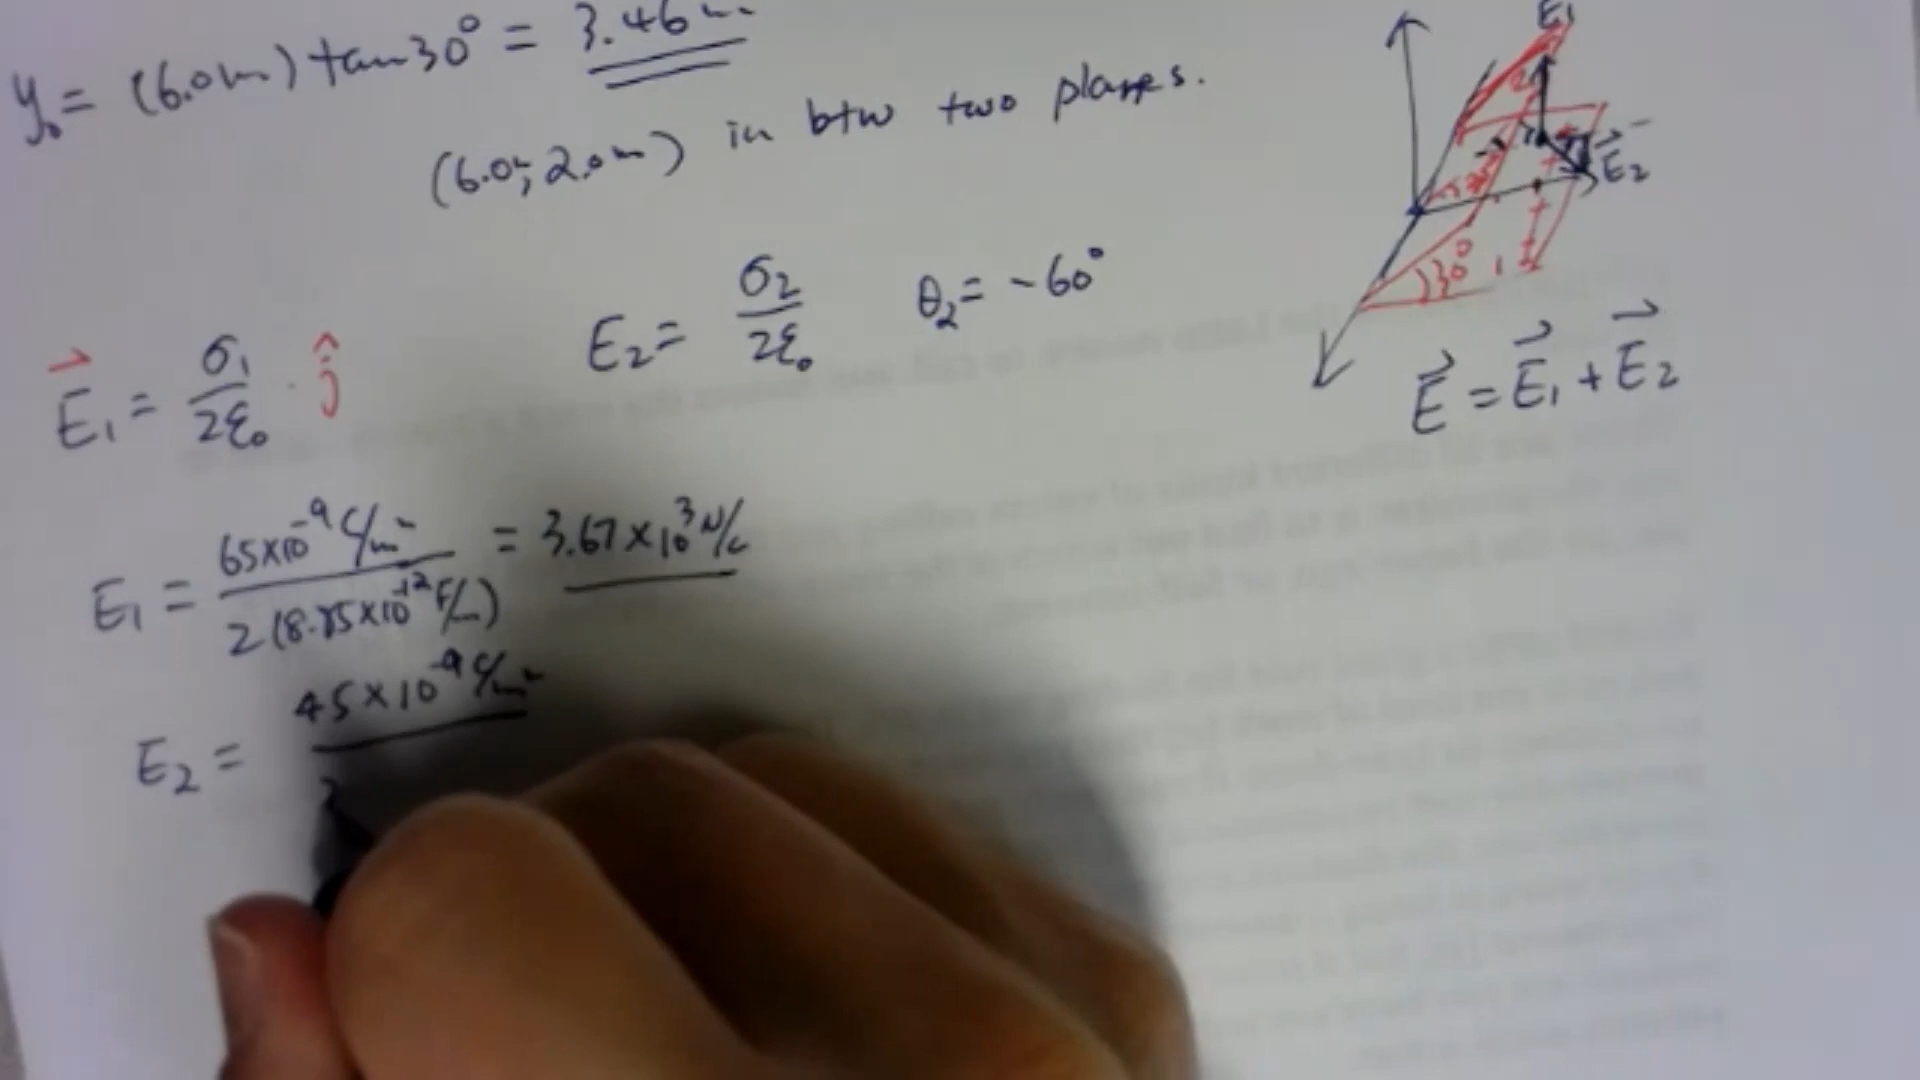 y₀ = (6.0m) tan30° = 3.46m
(6.0m, 2.0m) in btw two planes.
E⃗₁ = σ₁/2ε₀ · ĵ
E₂ = σ₂/2ε₀ θ₂ = -60°
E₁
E⃗₂
30°
E⃗ = E⃗₁ + E⃗₂
E₁ = 65×10⁻⁹ C/m² / 2(8.85×10⁻¹² F/m) = 3.67×10³ N/C
E₂ = 45×10⁻⁹ C/m² / 2